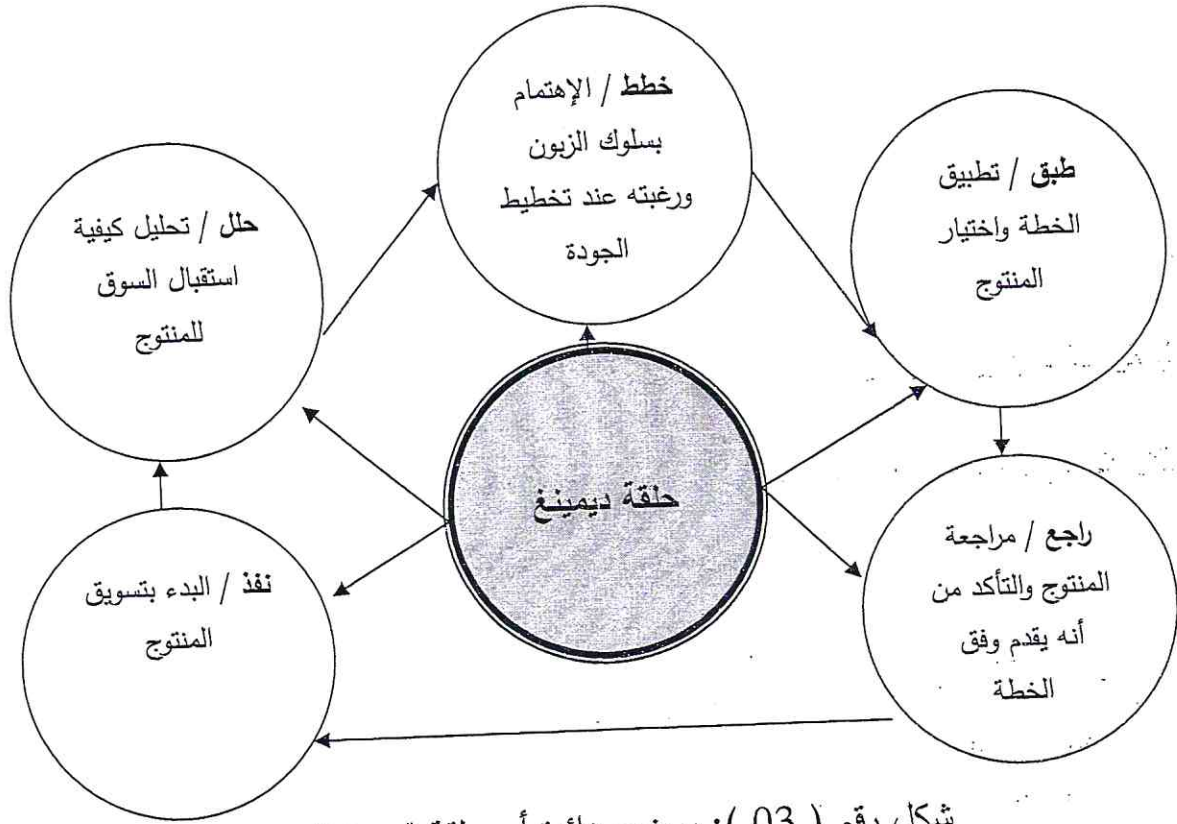 خطط / الإهتمام
بسلوك الزبون
ورغبته عند تخطيط
الجودة
طبق / تطبيق
الخطة واختيار
المنتوج
راجع / مراجعة
المنتوج والتأكد من
أنه يقدم وفق
الخطة
نفذ / البدء بتسويق
المنتوج
حلل / تحليل كيفية
استقبال السوق
للمنتوج
حلقة ديمينغ
شكل رقم ( 03 ):